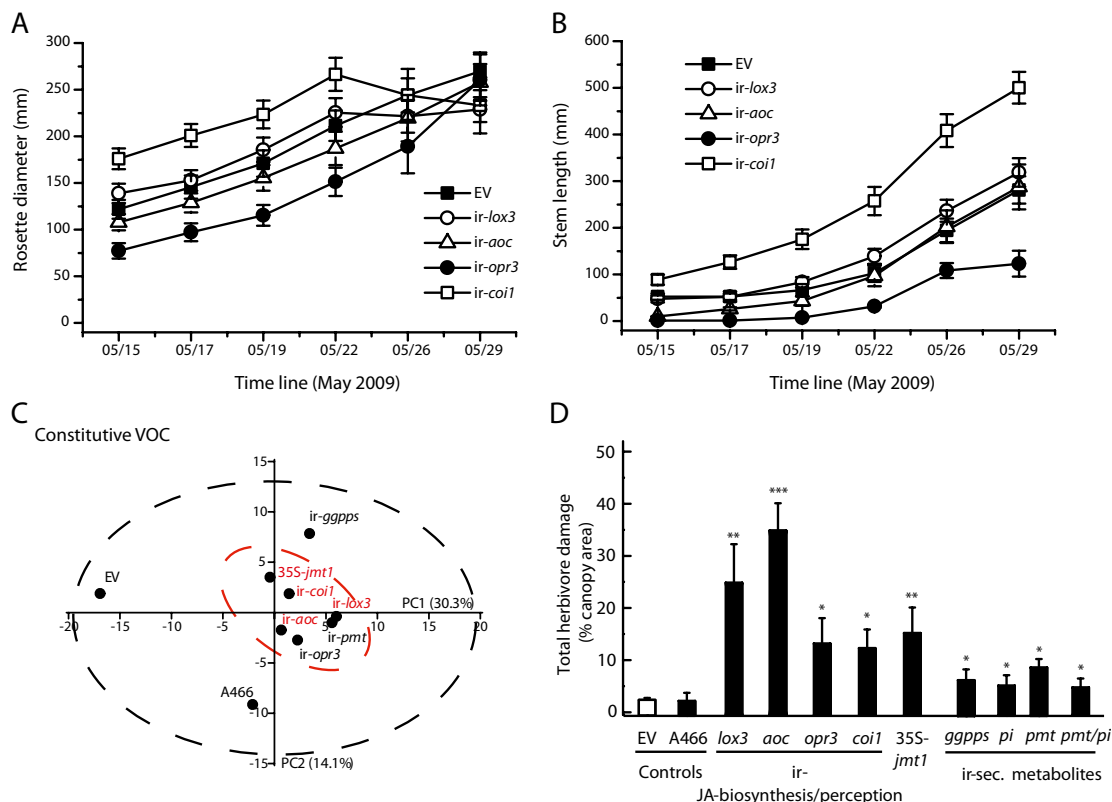 A
Rosette diameter (mm)
300
250
200
150
100
50
0
EV
ir-lox3
ir-aoc
ir-opr3
ir-coi1
05/15 05/17 05/19 05/22 05/26 05/29
Time line (May 2009)
B
Stem length (mm)
600
500
400
300
200
100
0
EV
ir-lox3
ir-aoc
ir-opr3
ir-coi1
05/15 05/17 05/19 05/22 05/26 05/29
Time line (May 2009)
C
Constitutive VOC
15
10
5
-5
-10
-15
-20 -15 -10 -5 0 5 10 15 20
ir-ggpps
EV
35S-jmt1
ir-coi1
ir-lox3
PC1 (30.3%)
ir-aoc
ir-pmt
ir-opr3
A466
PC2 (14.1%)
D
Total herbivore damage
(% canopy area)
50
40
30
20
10
0
** *** * * ** * * * *
EV A466 lox3 aoc opr3 coi1 35S-
jmt1
ggpps pi pmt pmt/pi
Controls ir- ir-sec. metabolites
JA-biosynthesis/perception